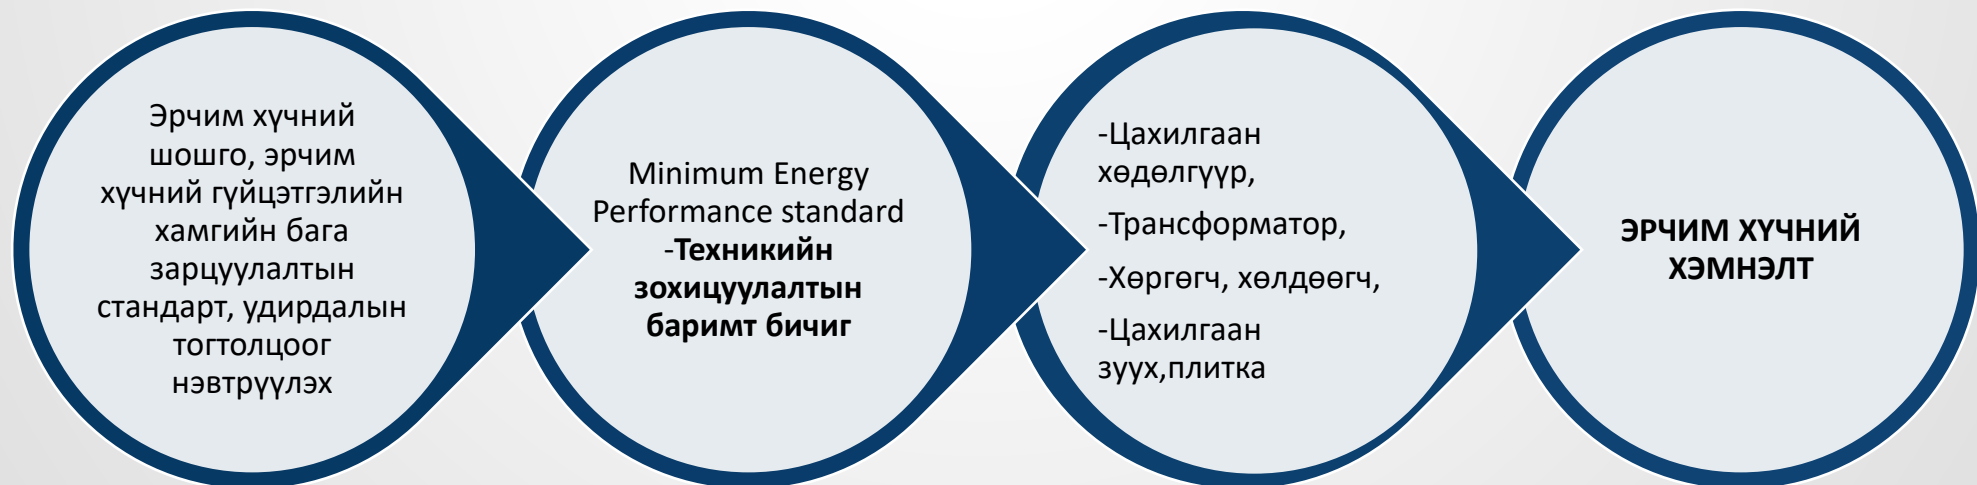 Эрчим хүчний
шошго, эрчим
хүчний гүйцэтгэлийн
хамгийн бага
зарцуулалтын
стандарт, удирдалын
тогтолцоог
нэвтрүүлэх
Minimum Energy
Performance standard
-Техникийн
зохицуулалтын
баримт бичиг
-Цахилгаан
хөдөлгүүр,
-Трансформатор,
-Хөргөгч, хөлдөөгч,
-Цахилгаан
зуух,плитка
ЭРЧИМ ХҮЧНИЙ
ХЭМНЭЛТ